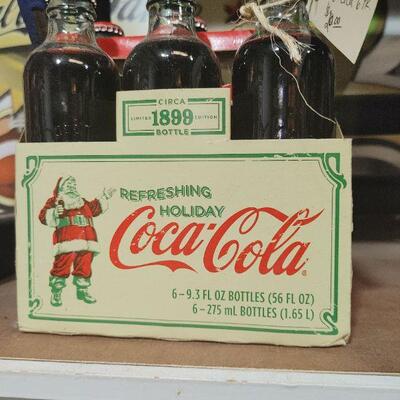 CIRCA
LIMITED 1899 EDITION
BOTTLE
REFRESHING
HOLIDAY
Coca-Cola®
6–9.3 FL OZ BOTTLES (56 FL OZ)
6–275 mL BOTTLES (1.65 L)